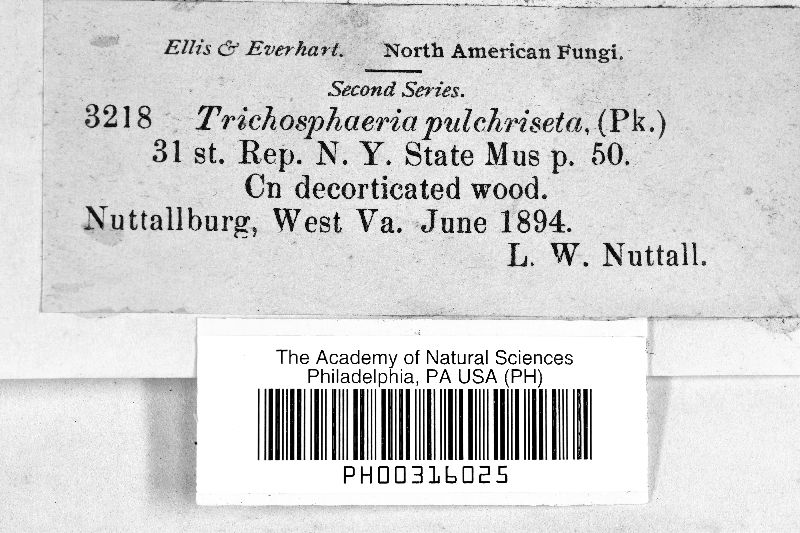 Ellis & Everhart. North American Fungi.
Second Series.
3218 Trichosphaeria pulchriseta, (Pk.)
31 st. Rep. N. Y. State Mus p. 50.
Cn decorticated wood.
Nuttallburg, West Va. June 1894.
L. W. Nuttall.
The Academy of Natural Sciences
Philadelphia, PA USA (PH)
PH00316025